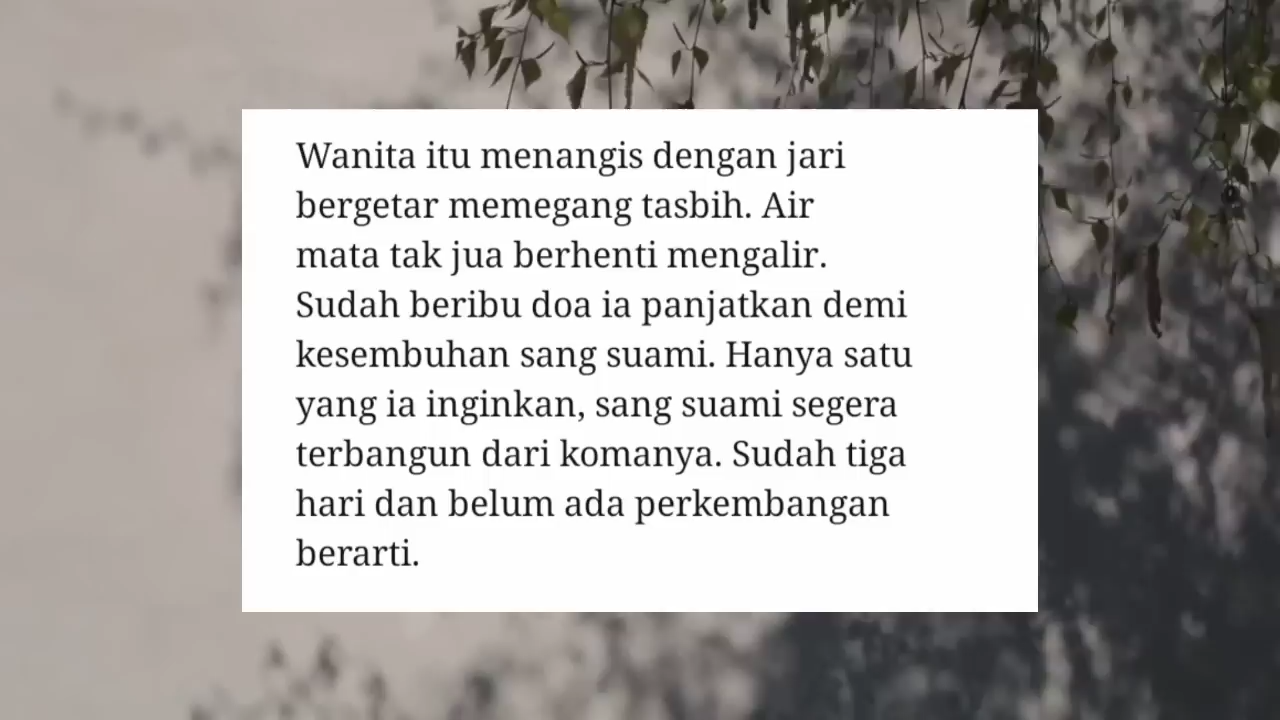 Wanita itu menangis dengan jari
bergetar memegang tasbih. Air
mata tak jua berhenti mengalir.
Sudah beribu doa ia panjatkan demi
kesembuhan sang suami. Hanya satu
yang ia inginkan, sang suami segera
terbangun dari komanya. Sudah tiga
hari dan belum ada perkembangan
berarti.